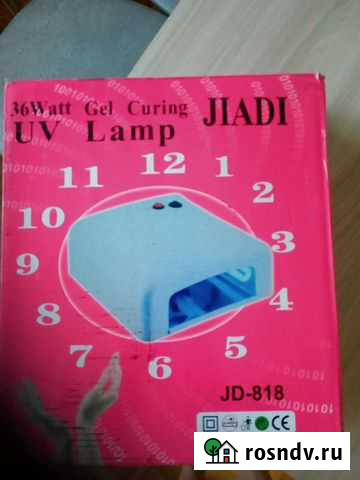 36Watt Gel Curing
UV Lamp JIADI
12
11 1
10 2
9 3
8 4
7 5
6
JD-818
rosndv.ru